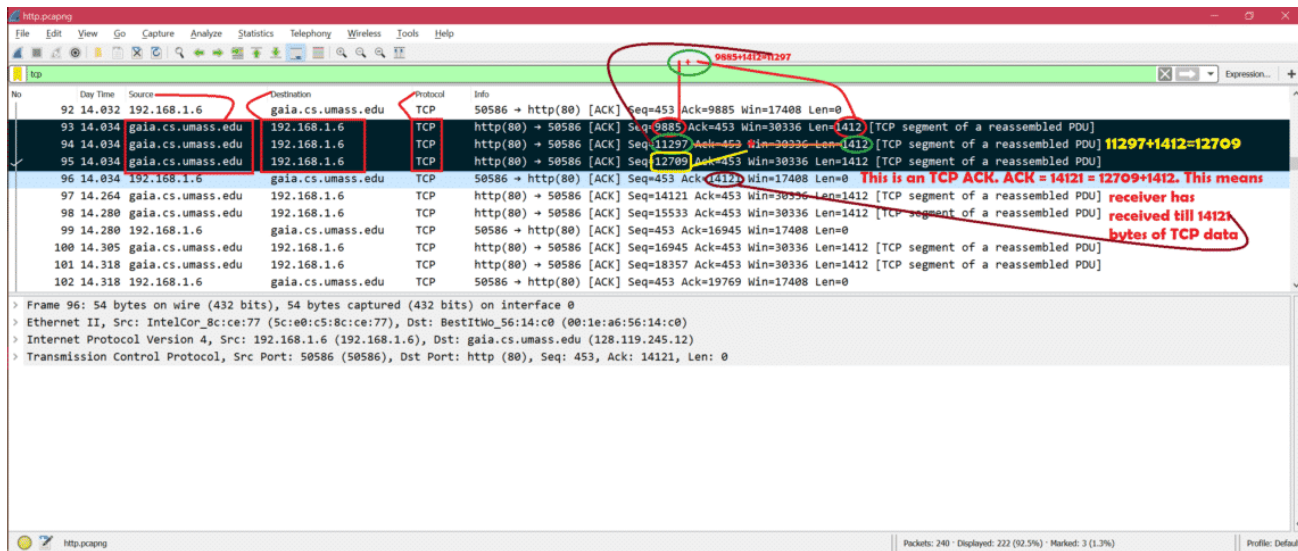 http.pcapng
File Edit View Go Capture Analyze Statistics Telephony Wireless Tools Help
9885+1412=11297
tcp Expression... +
No Day Time Source Destination Protocol Info
92 14.032 192.168.1.6 gaia.cs.umass.edu TCP 50586 → http(80) [ACK] Seq=453 Ack=9885 Win=17408 Len=0
93 14.034 gaia.cs.umass.edu 192.168.1.6 TCP http(80) → 50586 [ACK] Seq=9885 Ack=453 Win=30336 Len=1412 [TCP segment of a reassembled PDU]
94 14.034 gaia.cs.umass.edu 192.168.1.6 TCP http(80) → 50586 [ACK] Seq=11297 Ack=453 Win=30336 Len=1412 [TCP segment of a reassembled PDU] 11297+1412=12709
95 14.034 gaia.cs.umass.edu 192.168.1.6 TCP http(80) → 50586 [ACK] Seq=12709 Ack=453 Win=30336 Len=1412 [TCP segment of a reassembled PDU]
96 14.034 192.168.1.6 gaia.cs.umass.edu TCP 50586 → http(80) [ACK] Seq=453 Ack=14121 Win=17408 Len=0 This is an TCP ACK. ACK = 14121 = 12709+1412. This means
97 14.264 gaia.cs.umass.edu 192.168.1.6 TCP http(80) → 50586 [ACK] Seq=14121 Ack=453 Win=30336 Len=1412 [TCP segment of a reassembled PDU] receiver has
98 14.280 gaia.cs.umass.edu 192.168.1.6 TCP http(80) → 50586 [ACK] Seq=15533 Ack=453 Win=30336 Len=1412 [TCP segment of a reassembled PDU] received till 14121
99 14.280 192.168.1.6 gaia.cs.umass.edu TCP 50586 → http(80) [ACK] Seq=453 Ack=16945 Win=17408 Len=0 bytes of TCP data
100 14.305 gaia.cs.umass.edu 192.168.1.6 TCP http(80) → 50586 [ACK] Seq=16945 Ack=453 Win=30336 Len=1412 [TCP segment of a reassembled PDU]
101 14.318 gaia.cs.umass.edu 192.168.1.6 TCP http(80) → 50586 [ACK] Seq=18357 Ack=453 Win=30336 Len=1412 [TCP segment of a reassembled PDU]
102 14.318 192.168.1.6 gaia.cs.umass.edu TCP 50586 → http(80) [ACK] Seq=453 Ack=19769 Win=17408 Len=0
Frame 96: 54 bytes on wire (432 bits), 54 bytes captured (432 bits) on interface 0
Ethernet II, Src: IntelCor_8c:ce:77 (5c:e0:c5:8c:ce:77), Dst: BestItWo_56:14:c0 (00:1e:a6:56:14:c0)
Internet Protocol Version 4, Src: 192.168.1.6 (192.168.1.6), Dst: gaia.cs.umass.edu (128.119.245.12)
Transmission Control Protocol, Src Port: 50586 (50586), Dst Port: http (80), Seq: 453, Ack: 14121, Len: 0
http.pcapng Packets: 240 · Displayed: 222 (92.5%) · Marked: 3 (1.3%) Profile: Defaul